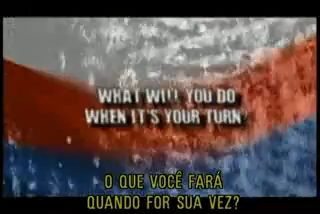 WHAT WILL YOU DO
WHEN IT'S YOUR TURN?
O QUE VOCÊ FARÁ
QUANDO FOR SUA VEZ?